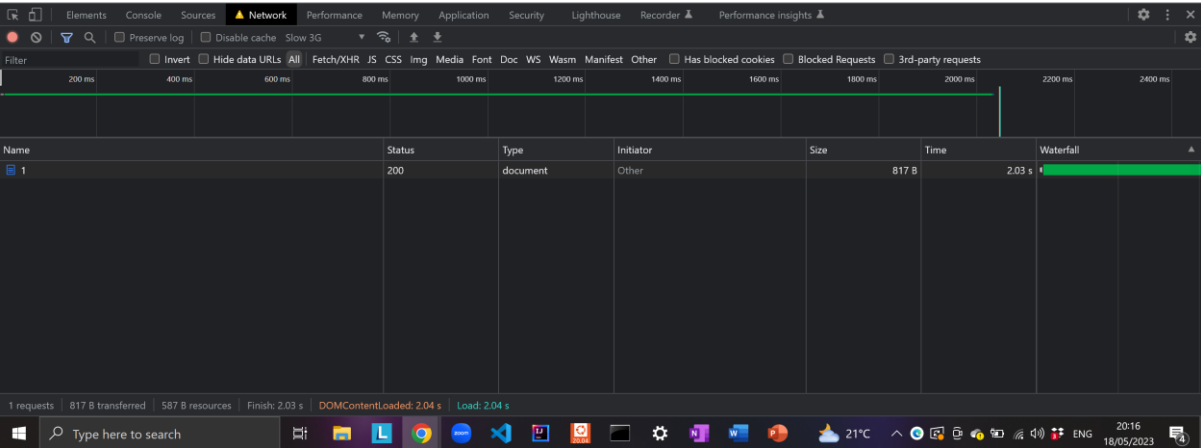 Elements Console Sources Network Performance Memory Application Security Lighthouse Recorder Performance insights
Preserve log Disable cache Slow 3G
Filter Invert Hide data URLs All Fetch/XHR JS CSS Img Media Font Doc WS Wasm Manifest Other Has blocked cookies Blocked Requests 3rd-party requests
200 ms 400 ms 600 ms 800 ms 1000 ms 1200 ms 1400 ms 1600 ms 1800 ms 2000 ms 2200 ms 2400 ms
Name Status Type Initiator Size Time Waterfall
1 200 document Other 817 B 2.03 s
1 requests 817 B transferred 587 B resources Finish: 2.03 s DOMContentLoaded: 2.04 s Load: 2.04 s
Type here to search L zoom IJ 20.04 N W P 21°C ENG 20:16
18/05/2023